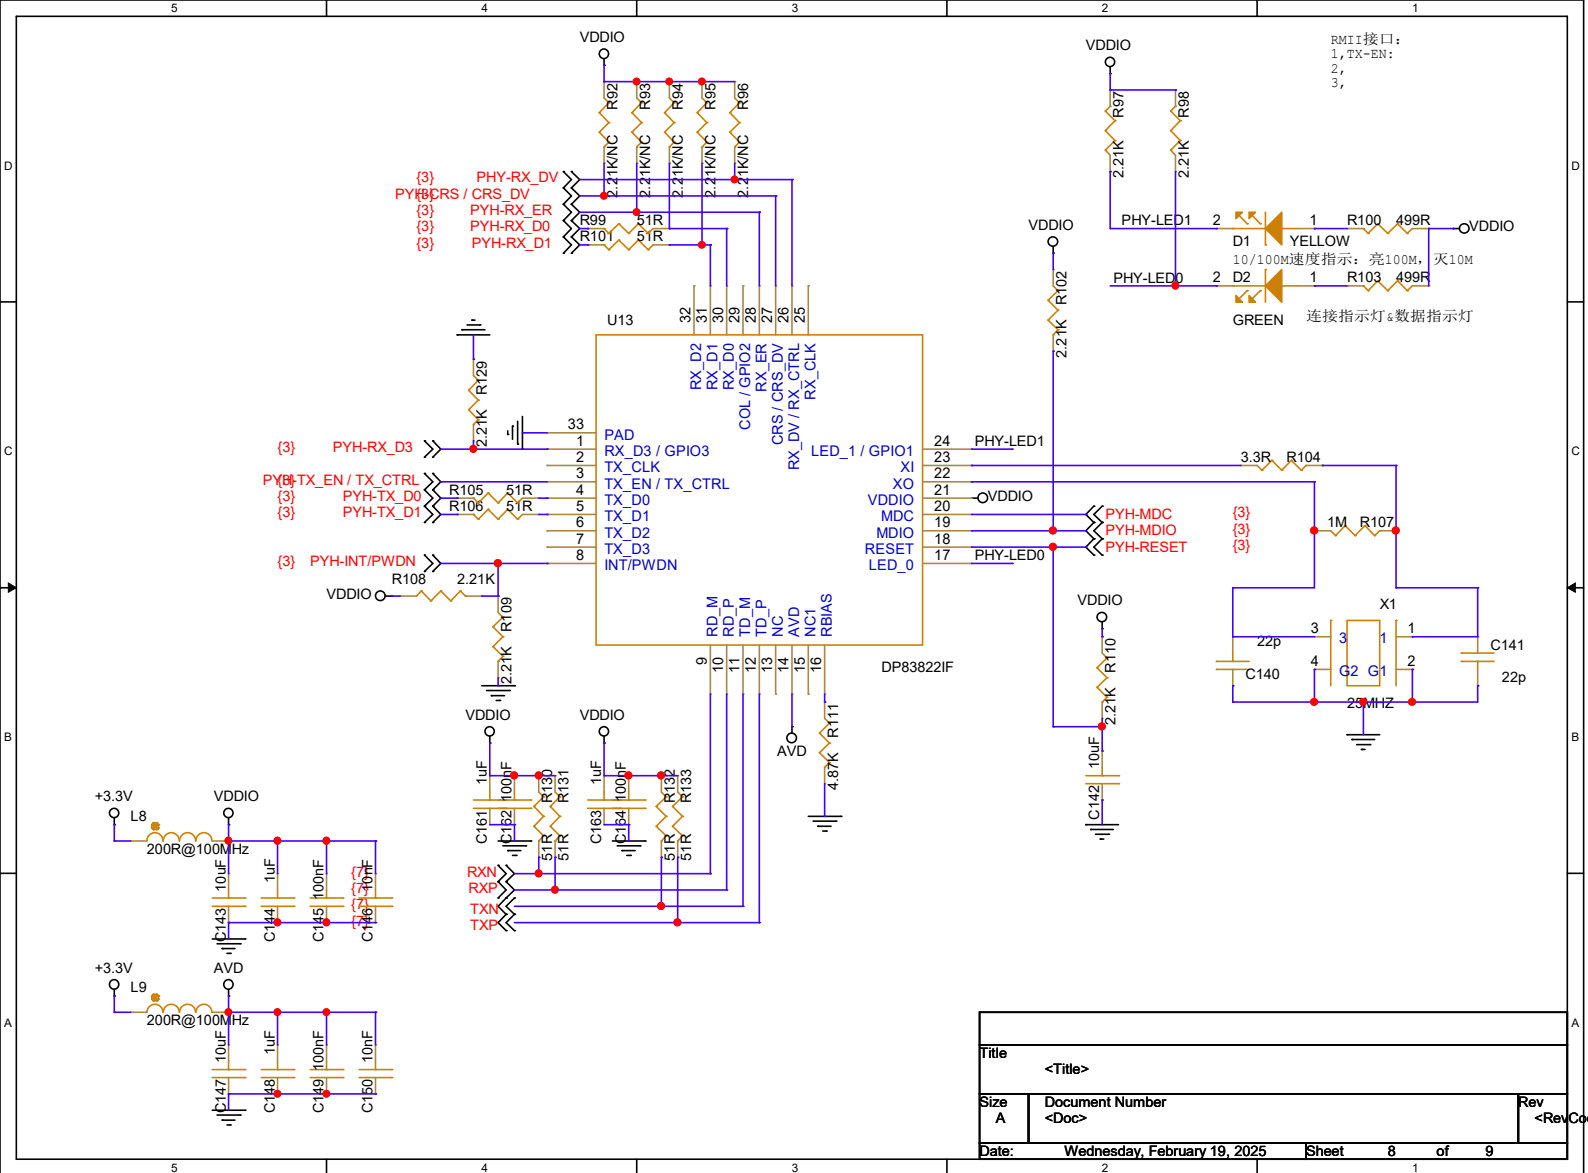 5
4
3
2
1
D
C
B
A
RMII接口:
1,TX-EN:
2,
3,
VDDIO
R92
R93
R94
R95
R96
2.21K/NC
2.21K/NC
2.21K/NC
2.21K/NC
2.21K/NC
{3} PHY-RX_DV
PYH-CRS / CRS_DV
{3} PYH-RX_ER
{3} PYH-RX_D0
{3} PYH-RX_D1
R99 51R
R101 51R
VDDIO
R97
R98
2.21K
2.21K
PHY-LED1 2 1 R100 499R VDDIO
D1 YELLOW
10/100M速度指示: 亮100M, 灭10M
PHY-LED0 2 D2 1 R103 499R
GREEN 连接指示灯&数据指示灯
VDDIO
R102
2.21K
U13
32
31
30
29
28
27
26
25
RX_D2
RX_D1
RX_D0
COL / GPIO2
RX_ER
CRS / CRS_DV
RX_DV / RX_CTRL
RX_CLK
R129
2.21K
{3} PYH-RX_D3
PYH-TX_EN / TX_CTRL
{3} PYH-TX_D0
{3} PYH-TX_D1
R105 51R
R106 51R
{3} PYH-INT/PWDN
R108 2.21K
VDDIO
R109
2.21K
33 PAD
1 RX_D3 / GPIO3
2 TX_CLK
3 TX_EN / TX_CTRL
4 TX_D0
5 TX_D1
6 TX_D2
7 TX_D3
8 INT/PWDN
LED_1 / GPIO1 24 PHY-LED1
XI 23
XO 22
VDDIO 21 VDDIO
MDC 20 PYH-MDC {3}
MDIO 19 PYH-MDIO {3}
RESET 18 PYH-RESET {3}
LED_0 17 PHY-LED0
RD_M
RD_P
TD_M
TD_P
NC
AVD
NC1
RBIAS
9
10
11
12
13
14
15
16
DP83822IF
3.3R R104
1M R107
X1
3 3 1 1
4 G2 G1 2
25MHZ
22p
C140
C141
22p
VDDIO
R110
2.21K
10uF
C142
AVD
R111
4.87K
VDDIO
VDDIO
1uF
100nF
R130
R131
C161
C162
51R
51R
1uF
100nF
R132
R133
C163
C164
51R
51R
RXN
RXP
TXN
TXP
{7}
{7}
{7}
{7}
+3.3V VDDIO
L8
200R@100MHz
10uF
1uF
100nF
10nF
C143
C144
C145
C146
+3.3V AVD
L9
200R@100MHz
10uF
1uF
100nF
10nF
C147
C148
C149
C150
Title
<Title>
Size Document Number Rev
A <Doc> <RevCo
Date: Wednesday, February 19, 2025 Sheet 8 of 9
5
4
3
2
1
D
C
B
A